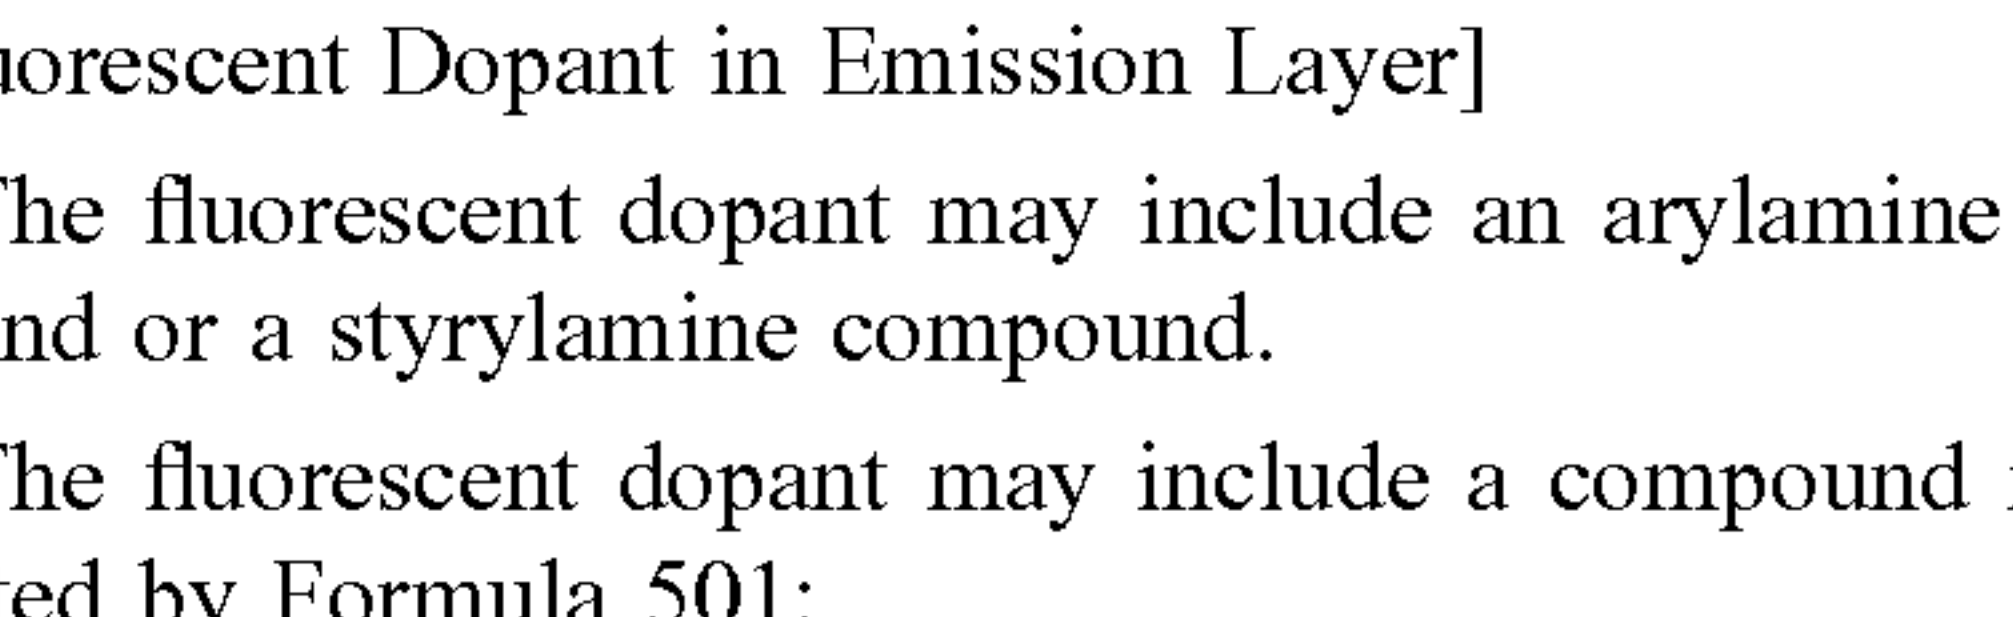 uorescent Dopant in Emission Layer]
The fluorescent dopant may include an arylamine
nd or a styrylamine compound.
The fluorescent dopant may include a compound
ed by Formula 501: